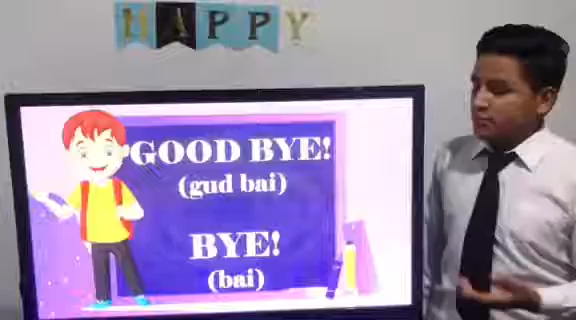 HAPPY
GOOD BYE!
(gud bai)
BYE!
(bai)